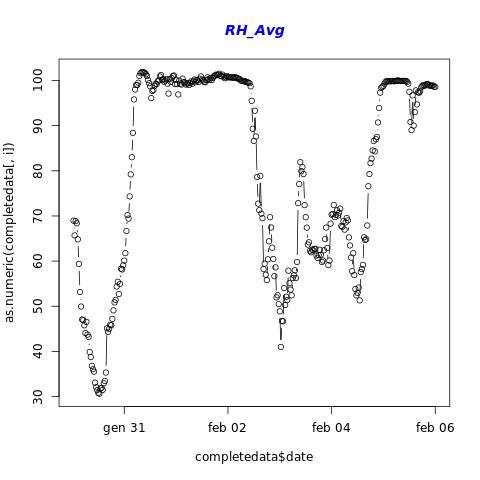 RH_Avg
as.numeric(completedata[, i])
100
90
80
70
60
50
40
30
gen 31
feb 02
feb 04
feb 06
completedata$date